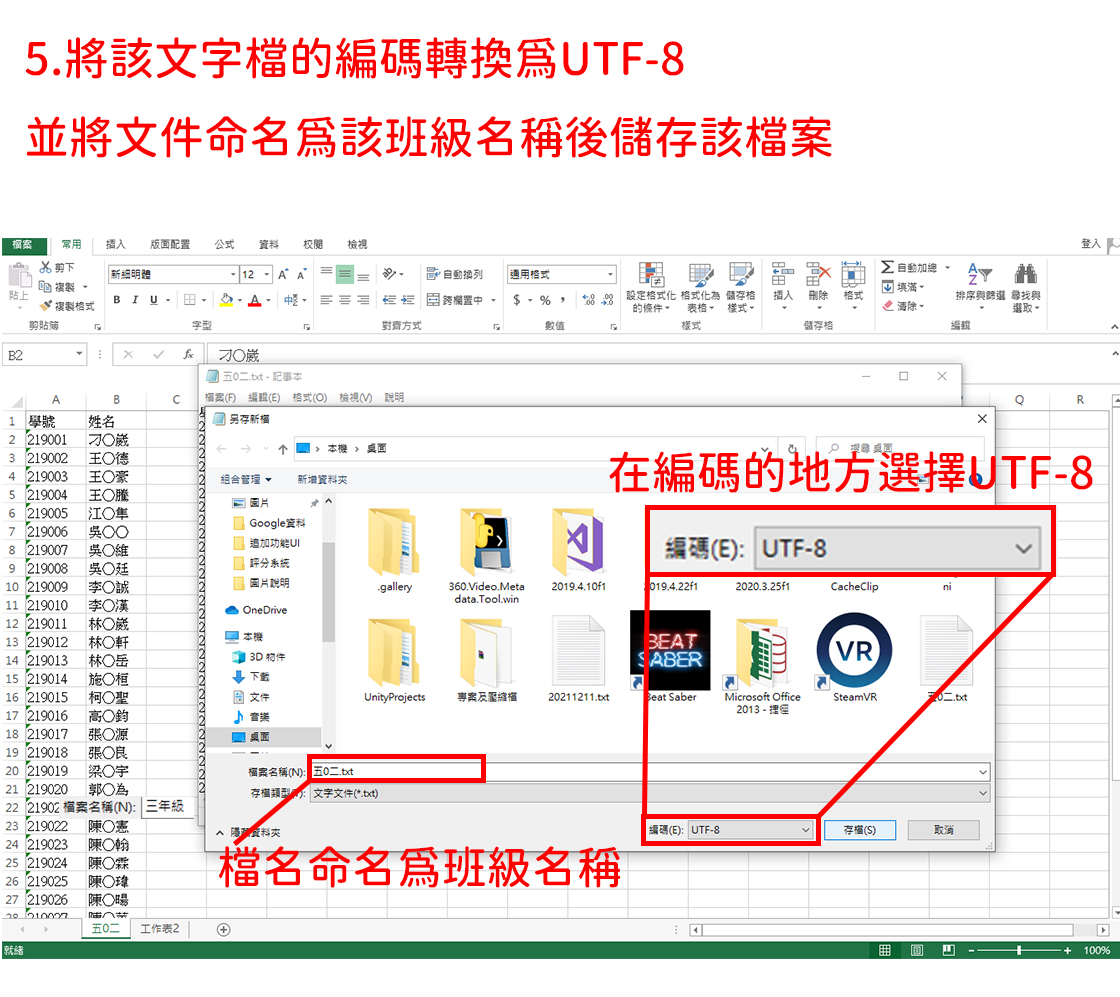 5.將該文字檔的編碼轉換為UTF-8
並將文件命名為該班級名稱後儲存該檔案
檔案 常用 插入 版面配置 公式 資料 校閱 檢視 登入
貼上 剪下 複製 複製格式
新細明體 12 自動換列 通用格式
B I U 跨欄置中 $ % ,
設定格式化的條件 格式化為表格 儲存格樣式 插入 刪除 格式
自動加總 填滿 清除 排序與篩選 尋找與選取
剪貼簿 字型 對齊方式 數值 樣式 儲存格 編輯
B2 fx 刁〇崴
五0二.txt - 記事本
檔案(F) 編輯(E) 格式(O) 檢視(V) 說明
另存新檔
本機 桌面 搜尋 桌面
在編碼的地方選擇UTF-8
組合管理 新增資料夾
編碼(E): UTF-8
圖片
Google資料
追加功能UI
評分系統
圖片說明
OneDrive
本機
3D 物件
下載
文件
音樂
桌面
.gallery
360.Video.Metadata.Tool.win
2019.4.10f1
2019.4.22f1
2020.3.25f1
CacheClip
ni
UnityProjects
專案及壓縮檔
20211211.txt
BEAT SABER
Beat Saber
Microsoft Office 2013 - 捷徑
VR
SteamVR
五0二.txt
檔案名稱(N): 五0二.txt
存檔類型(T): 文字文件(*.txt)
隱藏資料夾
編碼(E): UTF-8 存檔(S) 取消
檔名命名為班級名稱
A B C Q R
1 學號 姓名
2 219001 刁〇崴
3 219002 王〇德
4 219003 王〇豪
5 219004 王〇騰
6 219005 江〇隼
7 219006 吳〇〇
8 219007 吳〇維
9 219008 吳〇廷
10 219009 李〇誠
11 219010 李〇漢
12 219011 林〇崴
13 219012 林〇軒
14 219013 林〇岳
15 219014 施〇桓
16 219015 柯〇聖
17 219016 高〇鈞
18 219017 張〇源
19 219018 張〇良
20 219019 梁〇宇
21 219020 郭〇為
22 21902 檔案名稱(N): 三年級
23 219022 陳〇憲
24 219023 陳〇翰
25 219024 陳〇霖
26 219025 陳〇瑋
27 219026 陳〇暘
28 219027
五0二 工作表2
就緒 100%